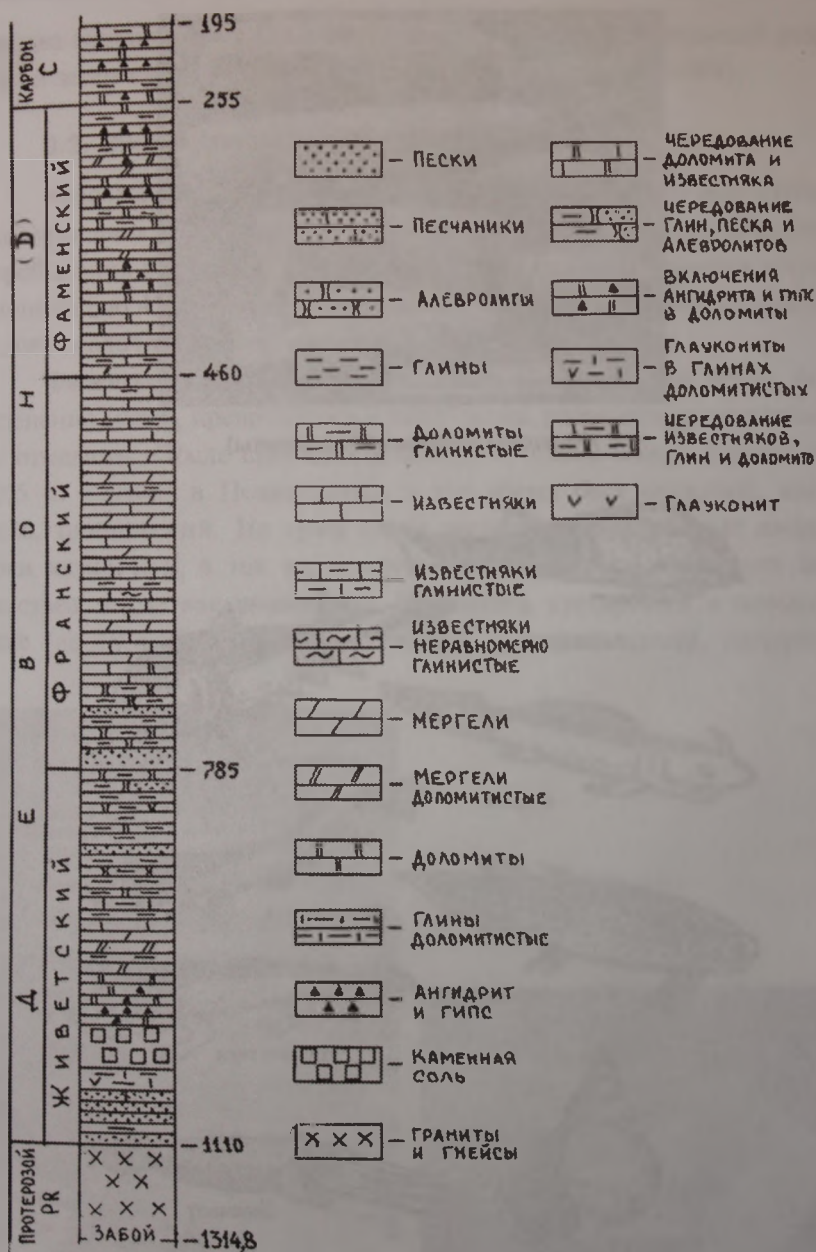 КАРБОН
С
ДЕВОН (D)
ФАМЕНСКИЙ
ФРАНСКИЙ
ЖИВЕТСКИЙ
ПРОТЕРОЗОЙ
PR
195
255
460
785
1110
ЗАБОЙ
1314,8
– ПЕСКИ
– ПЕСЧАНИКИ
– АЛЕВРОЛИТЫ
– ГЛИНЫ
– ДОЛОМИТЫ
ГЛИНИСТЫЕ
– ИЗВЕСТНЯКИ
– ИЗВЕСТНЯКИ
ГЛИНИСТЫЕ
ИЗВЕСТНЯКИ
– НЕРАВНОМЕРНО
ГЛИНИСТЫЕ
– МЕРГЕЛИ
– МЕРГЕЛИ
ДОЛОМИТИСТЫЕ
– ДОЛОМИТЫ
– ГЛИНЫ
ДОЛОМИТИСТЫЕ
– АНГИДРИТ
И ГИПС
– КАМЕННАЯ
СОЛЬ
– ГРАНИТЫ
И ГНЕЙСЫ
ЧЕРЕДОВАНИЕ
– ДОЛОМИТА И
ИЗВЕСТНЯКА
ЧЕРЕДОВАНИЕ
– ГЛИН, ПЕСКА И
АЛЕВРОЛИТОВ
ВКЛЮЧЕНИЯ
– АНГИДРИТА И
В ДОЛОМИТЫ
ГЛАУКОНИТЫ
– В ГЛИНАХ
ДОЛОМИТИСТЫХ
ЧЕРЕДОВАНИЕ
– ИЗВЕСТНЯКОВ,
ГЛИН И ДОЛОМИТО
– ГЛАУКОНИТ